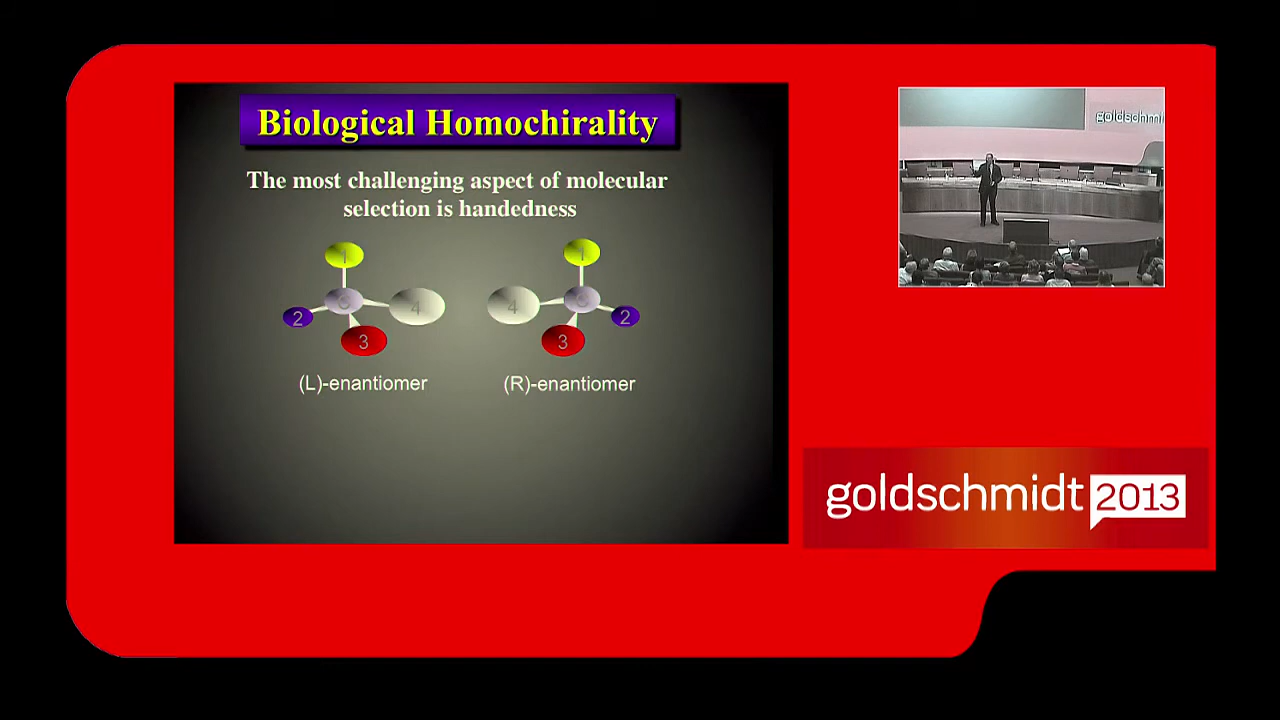 Biological Homochirality
The most challenging aspect of molecular
selection is handedness
1
1
C
4
4
C
2
2
3
3
(L)-enantiomer
(R)-enantiomer
goldschmi
goldschmidt 2013